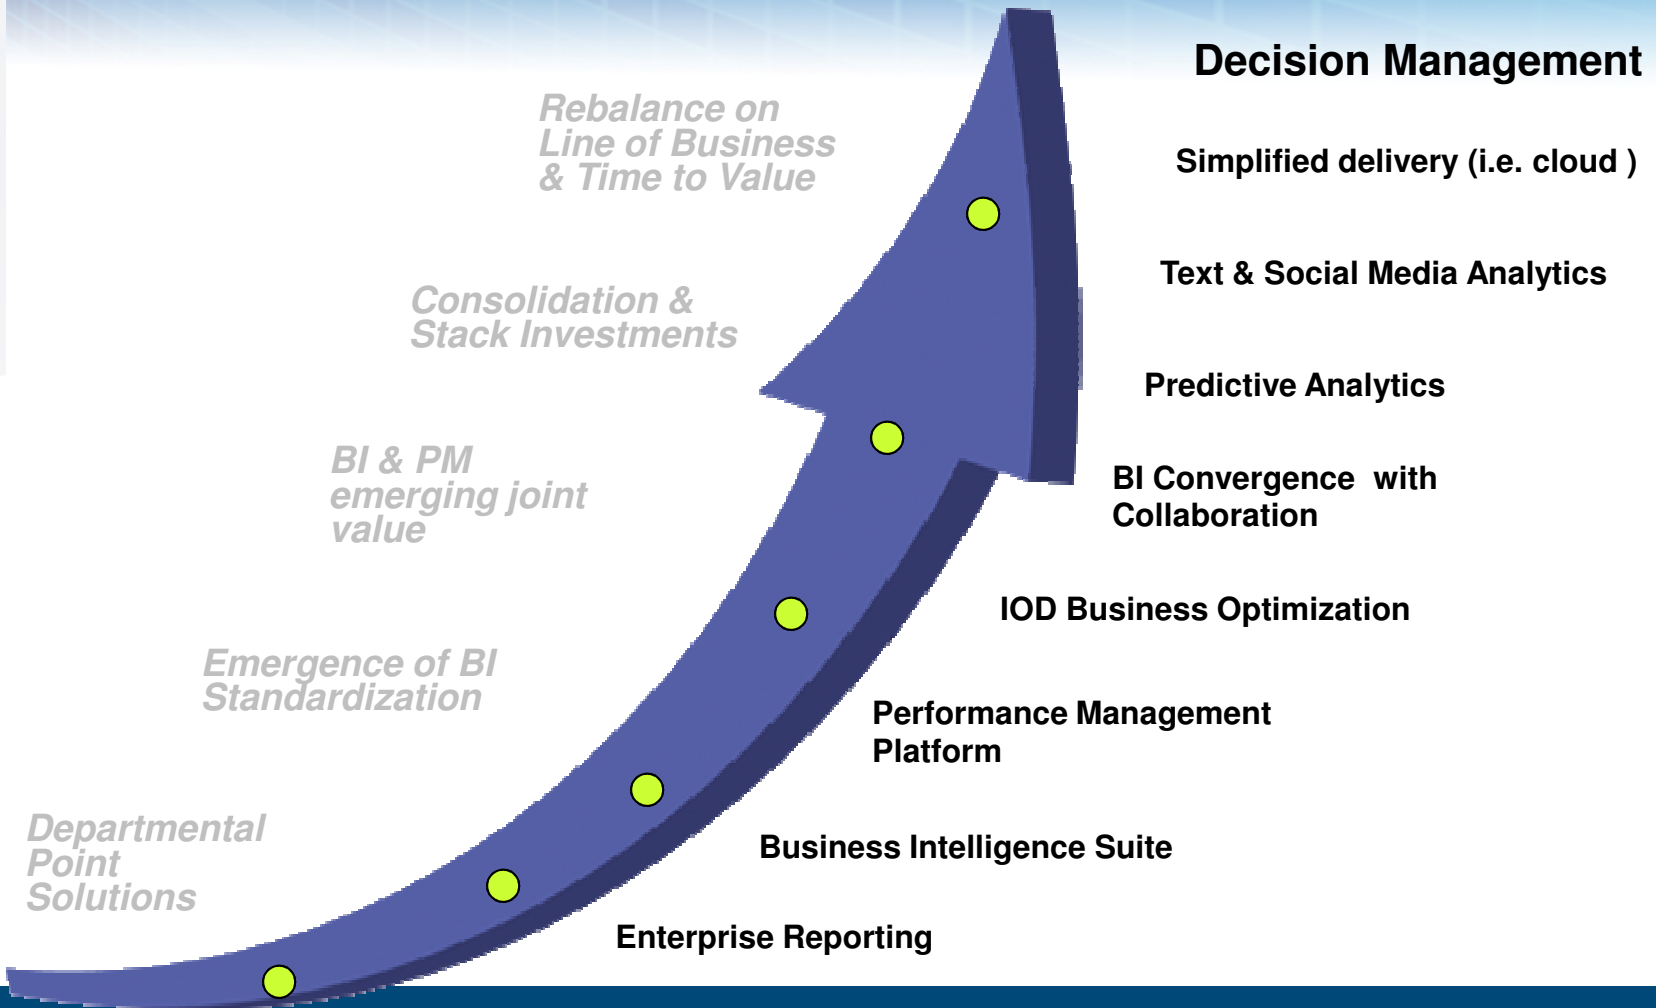 Decision Management
Rebalance on
Line of Business
& Time to Value
Simplified delivery (i.e. cloud )
Text & Social Media Analytics
Consolidation &
Stack Investments
Predictive Analytics
BI & PM
emerging joint
value
BI Convergence with
Collaboration
IOD Business Optimization
Emergence of BI
Standardization
Performance Management
Platform
Departmental
Point
Solutions
Business Intelligence Suite
Enterprise Reporting